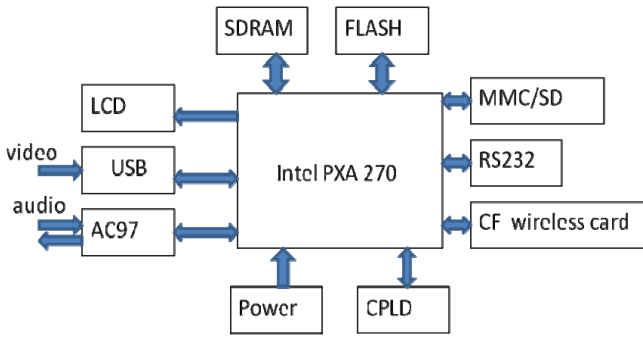 SDRAM
FLASH
LCD
MMC/SD
video
USB
Intel PXA 270
RS232
audio
AC97
CF wireless card
Power
CPLD